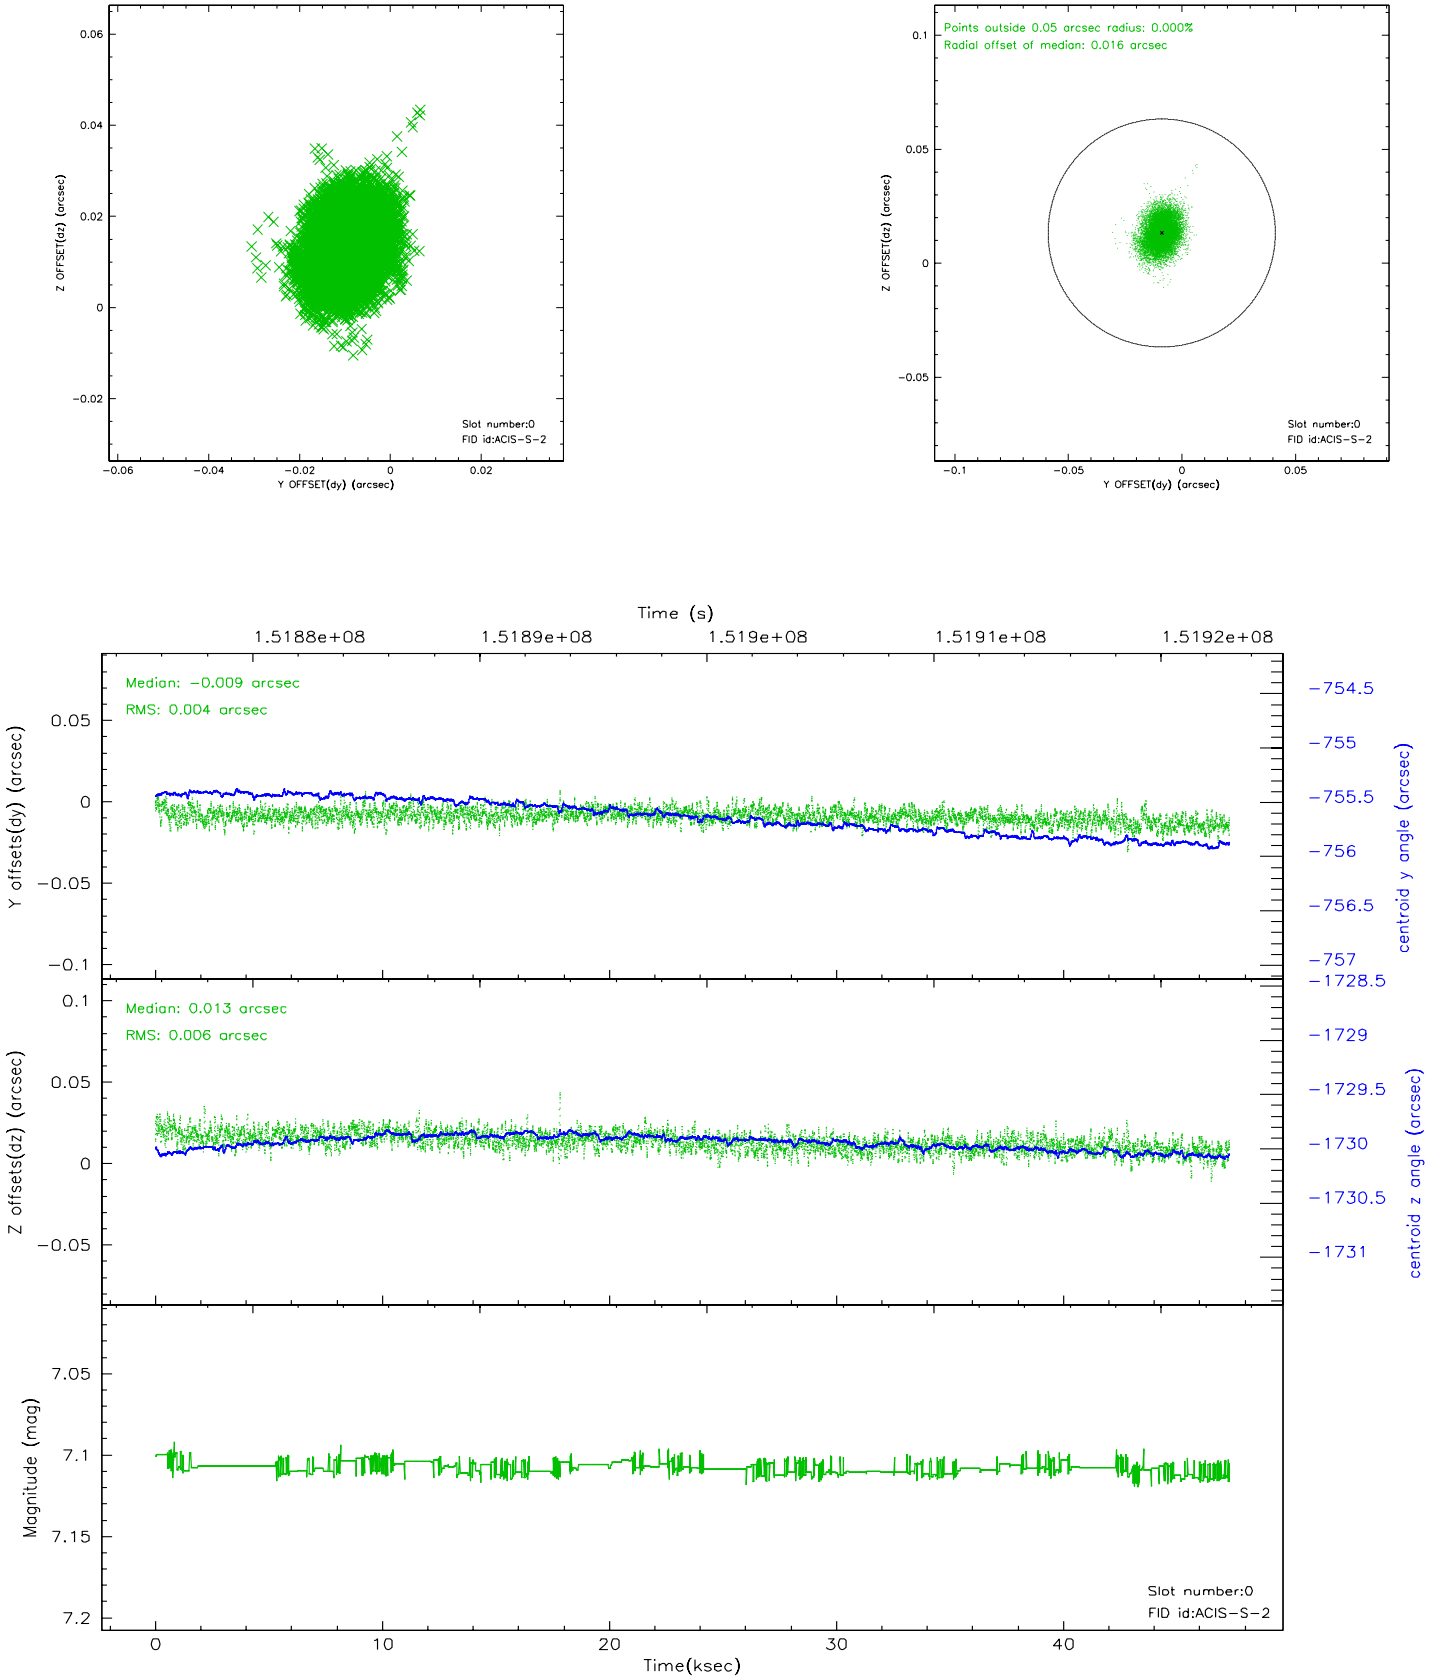 0.06
0.04
0.02
0
−0.02
Z OFFSET(dz) (arcsec)
Slot number:0
FID id:ACIS−S−2
−0.06 −0.04 −0.02 0 0.02
Y OFFSET(dy) (arcsec)
Points outside 0.05 arcsec radius: 0.000%
Radial offset of median: 0.016 arcsec
0.1
0.05
0
−0.05
Z OFFSET(dz) (arcsec)
Slot number:0
FID id:ACIS−S−2
−0.1 −0.05 0 0.05
Y OFFSET(dy) (arcsec)
Time (s)
1.5188e+08 1.5189e+08 1.519e+08 1.5191e+08 1.5192e+08
Median: −0.009 arcsec
RMS: 0.004 arcsec
0.05
0
−0.05
−0.1
Y offsets(dy) (arcsec)
−754.5
−755
−755.5
−756
−756.5
−757
centroid y angle (arcsec)
Median: 0.013 arcsec
RMS: 0.006 arcsec
0.1
0.05
0
−0.05
Z offsets(dz) (arcsec)
−1728.5
−1729
−1729.5
−1730
−1730.5
−1731
centroid z angle (arcsec)
7.05
7.1
7.15
7.2
Magnitude (mag)
Slot number:0
FID id:ACIS−S−2
0 10 20 30 40
Time(ksec)